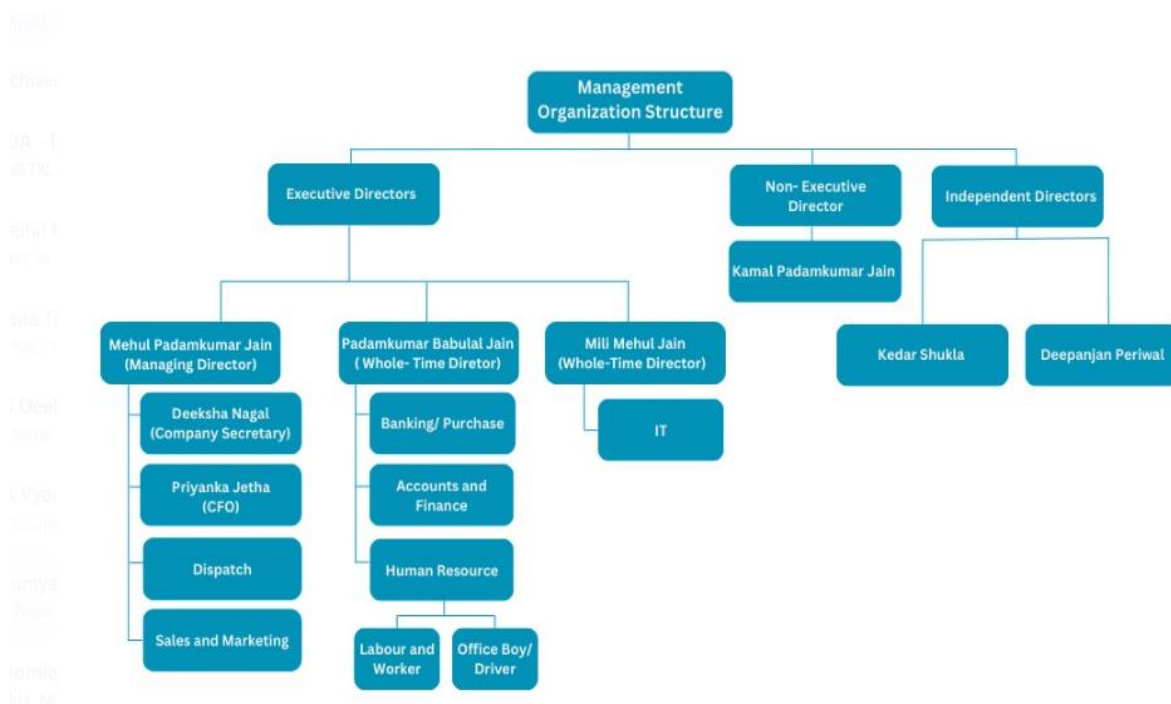 Management
Organization Structure
Executive Directors
Non- Executive
Director
Independent Directors
Kamal Padamkumar Jain
Mehul Padamkumar Jain
(Managing Director)
Padamkumar Babulal Jain
( Whole- Time Diretor)
Mili Mehul Jain
(Whole-Time Director)
Kedar Shukla
Deepanjan Periwal
Deeksha Nagal
(Company Secretary)
Banking/ Purchase
IT
Priyanka Jetha
(CFO)
Accounts and
Finance
Dispatch
Human Resource
Sales and Marketing
Labour and
Worker
Office Boy/
Driver